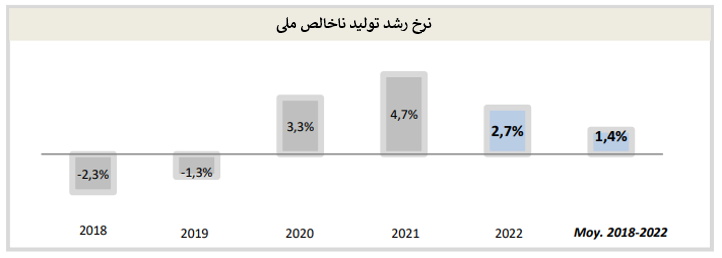 نرخ رشد تولید ناخالص ملی
-2,3% -1,3% 3,3% 4,7% 2,7% 1,4%
2018 2019 2020 2021 2022 Moy. 2018-2022